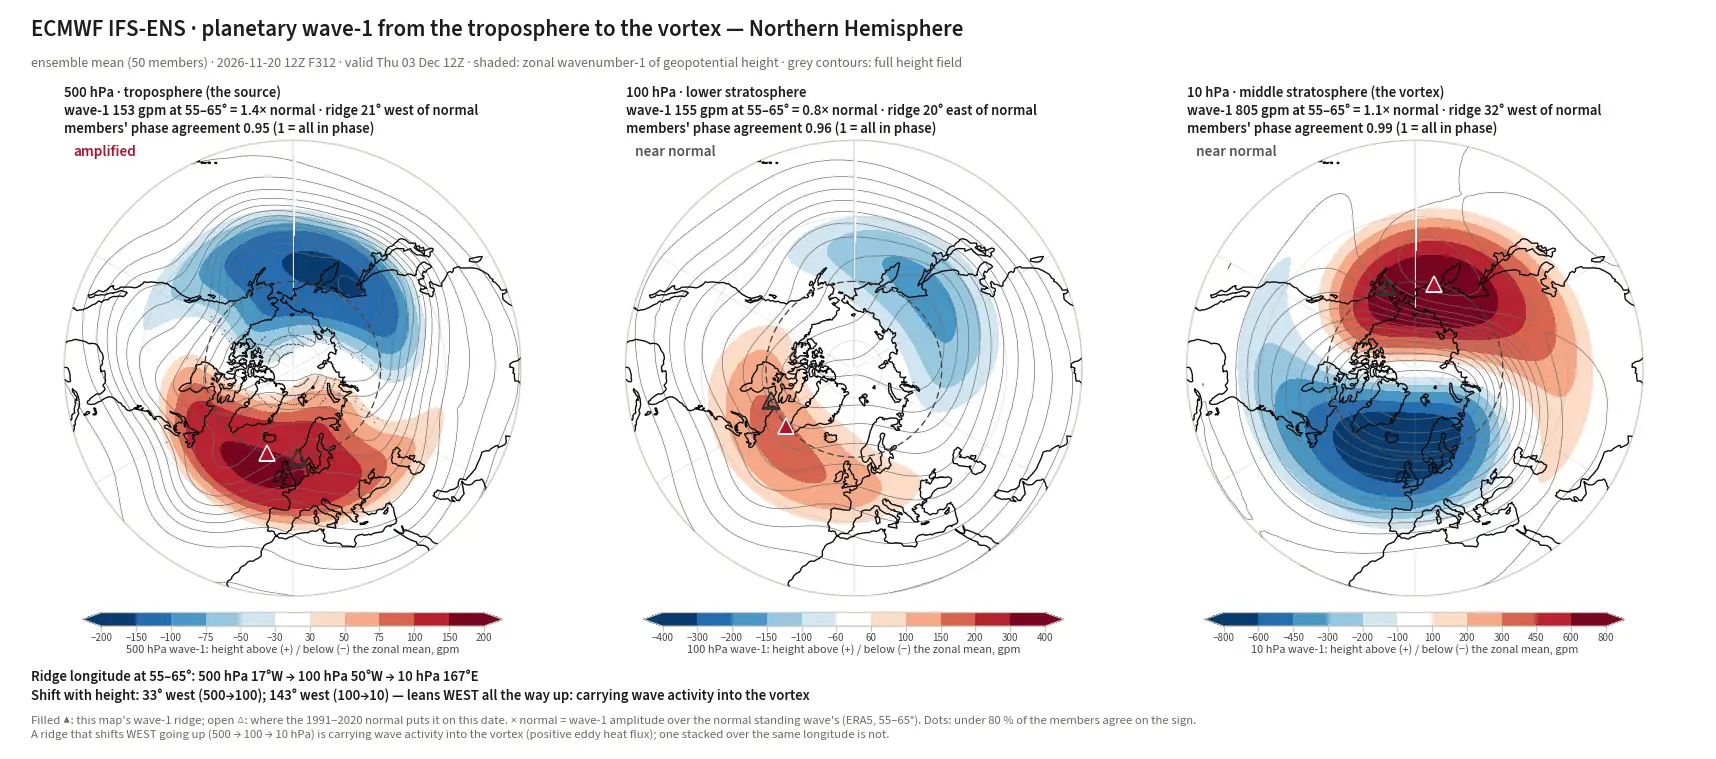 ECMWF IFS-ENS · planetary wave-1 from the troposphere to the vortex — Northern Hemisphere
ensemble mean (50 members) · 2026-11-20 12Z F312 · valid Thu 03 Dec 12Z · shaded: zonal wavenumber-1 of geopotential height · grey contours: full height field
500 hPa · troposphere (the source)
wave-1 153 gpm at 55–65° = 1.4× normal · ridge 21° west of normal
members' phase agreement 0.95 (1 = all in phase)
amplified
100 hPa · lower stratosphere
wave-1 155 gpm at 55–65° = 0.8× normal · ridge 20° east of normal
members' phase agreement 0.96 (1 = all in phase)
near normal
10 hPa · middle stratosphere (the vortex)
wave-1 805 gpm at 55–65° = 1.1× normal · ridge 32° west of normal
members' phase agreement 0.99 (1 = all in phase)
near normal
−200 −150 −100 −75 −50 −30 30 50 75 100 150 200
500 hPa wave-1: height above (+) / below (−) the zonal mean, gpm
−400 −300 −200 −150 −100 −60 60 100 150 200 300 400
100 hPa wave-1: height above (+) / below (−) the zonal mean, gpm
−800 −600 −450 −300 −200 −100 100 200 300 450 600 800
10 hPa wave-1: height above (+) / below (−) the zonal mean, gpm
Ridge longitude at 55–65°: 500 hPa 17°W → 100 hPa 50°W → 10 hPa 167°E
Shift with height: 33° west (500→100); 143° west (100→10) — leans WEST all the way up: carrying wave activity into the vortex
Filled ▲: this map's wave-1 ridge; open △: where the 1991–2020 normal puts it on this date. × normal = wave-1 amplitude over the normal standing wave's (ERA5, 55–65°). Dots: under 80 % of the members agree on the sign.
A ridge that shifts WEST going up (500 → 100 → 10 hPa) is carrying wave activity into the vortex (positive eddy heat flux); one stacked over the same longitude is not.